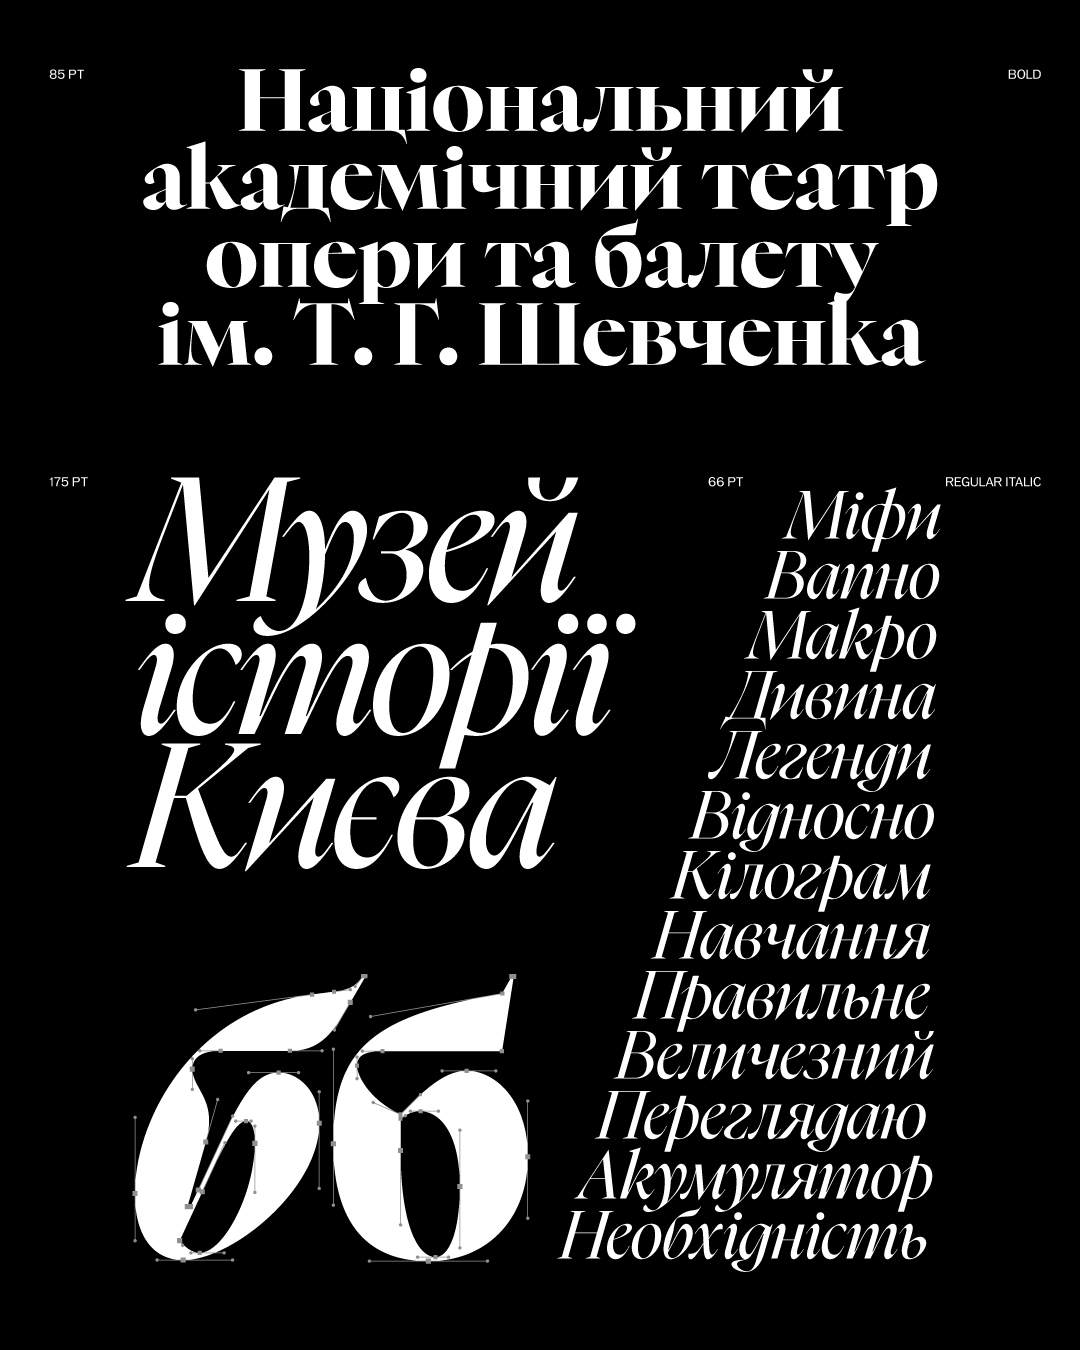 85 PT
BOLD
Національний
академічний театр
опери та балету
ім. Т. Г. Шевченка
175 PT
Музей
історії
Києва
66 PT
REGULAR ITALIC
Міфи
Вапно
Макро
Дивина
Легенди
Відносно
Кілограм
Навчання
Правильне
Величезний
Переглядаю
Акумулятор
Необхідність
бб